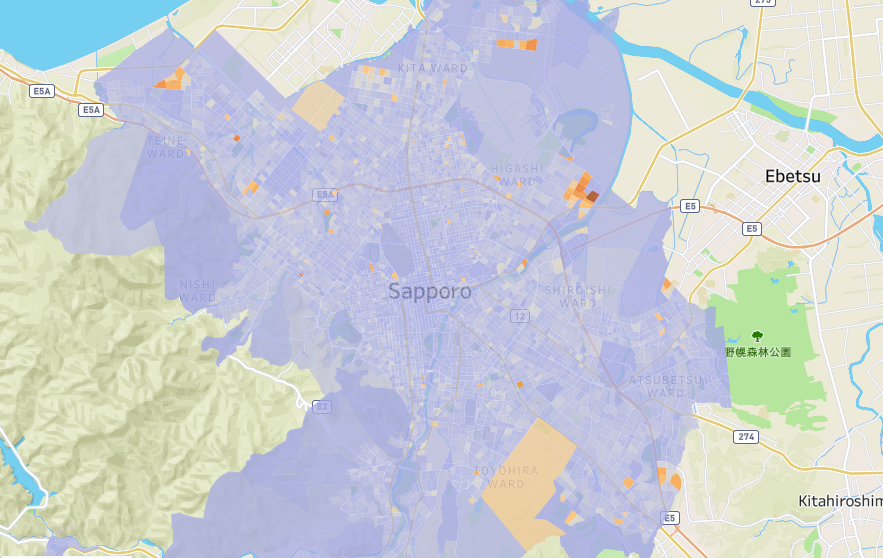 275
E5A
E5A
KITA WARD
TEINE
WARD
HIGASHI
WARD
E5A
Ebetsu
E5
E5
NISHI
WARD
Sapporo
SHIROISHI
WARD
12
野幌森林公園
ATSUBETSU
WARD
274
TOYOHIRA
WARD
Kitahiroshim
E5